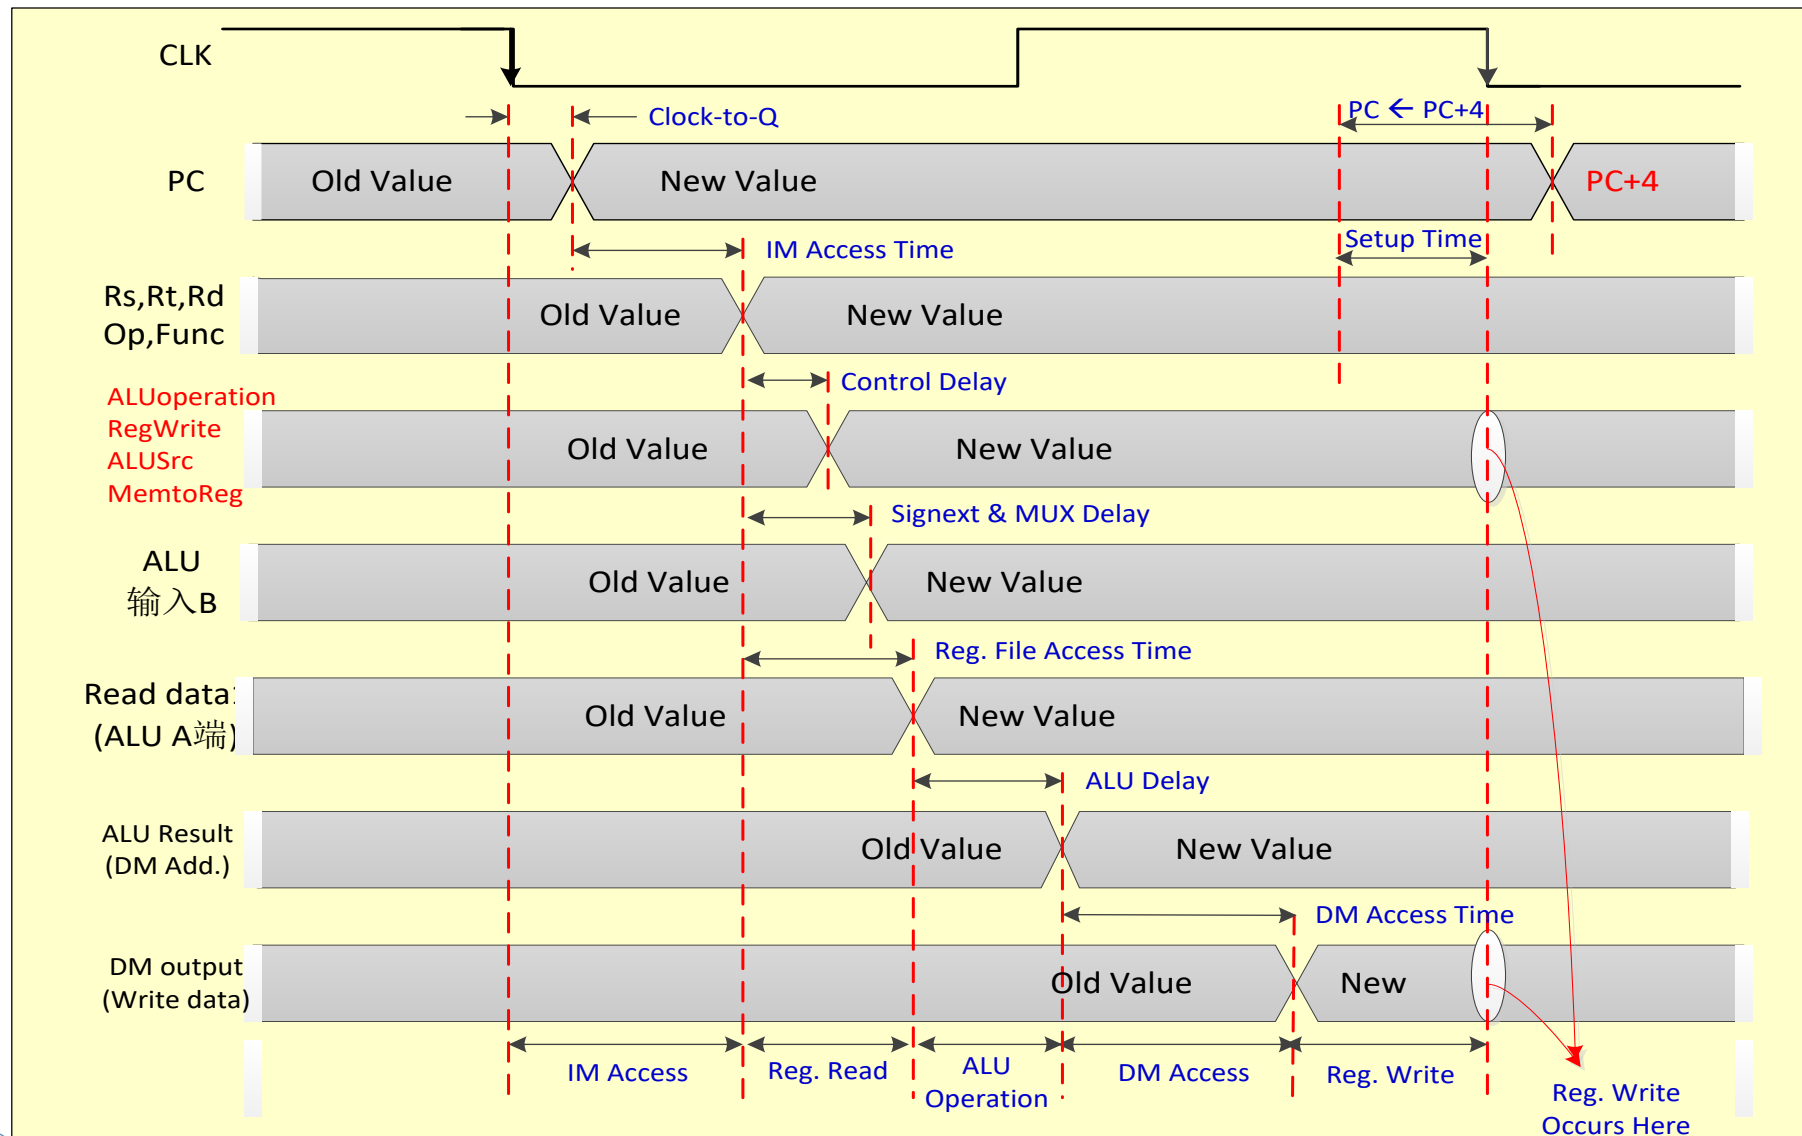 CLK
Clock-to-Q
PC ← PC+4
PC
Old Value
New Value
PC+4
IM Access Time
Setup Time
Rs,Rt,Rd
Op,Func
Old Value
New Value
Control Delay
ALUoperation
RegWrite
ALUSrc
MemtoReg
Old Value
New Value
Signext & MUX Delay
ALU
输入B
Old Value
New Value
Reg. File Access Time
Read data
(ALU A端)
Old Value
New Value
ALU Delay
ALU Result
(DM Add.)
Old Value
New Value
DM Access Time
DM output
(Write data)
Old Value
New
IM Access
Reg. Read
ALU
Operation
DM Access
Reg. Write
Reg. Write
Occurs Here